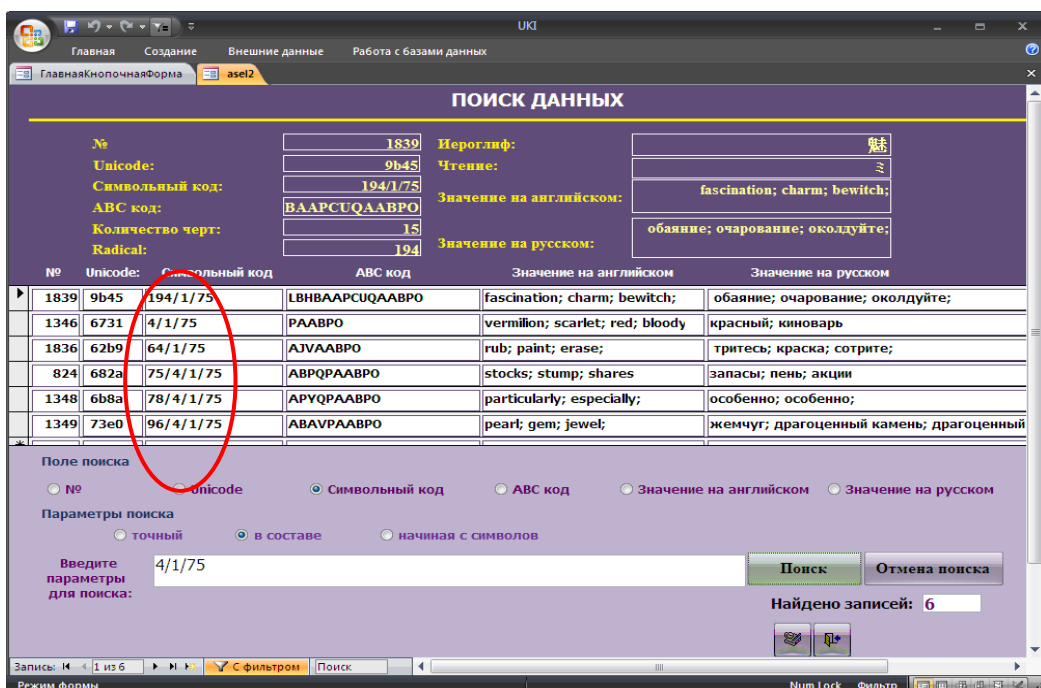 UKI
Главная Создание Внешние данные Работа с базами данных
ГлавнаяКнопочнаяФорма asel2
ПОИСК ДАННЫХ
№ 1839 Иероглиф: 魅
Unicode: 9b45 Чтение: ミ
Символьный код: 194/1/75 Значение на английском: fascination; charm; bewitch;
ABC код: BAAPCUQAABPO
Количество черт: 15 Значение на русском: обаяние; очарование; околдуйте;
Radical: 194
№ Unicode: Символьный код ABC код Значение на английском Значение на русском
1839 9b45 194/1/75 LBHBAAPCUQAABPO fascination; charm; bewitch; обаяние; очарование; околдуйте;
1346 6731 4/1/75 PAABPO vermilion; scarlet; red; bloody красный; киноварь
1836 62b9 64/1/75 AJVAABPO rub; paint; erase; тритесь; краска; сотрите;
824 682a 75/4/1/75 ABPQPAABPO stocks; stump; shares запасы; пень; акции
1348 6b8a 78/4/1/75 APYQPAABPO particularly; especially; особенно; особенно;
1349 73e0 96/4/1/75 ABAVPAABPO pearl; gem; jewel; жемчуг; драгоценный камень; драгоценный
Поле поиска
№ Unicode Символьный код ABC код Значение на английском Значение на русском
Параметры поиска
точный в составе начиная с символов
Введите параметры для поиска: 4/1/75 Поиск Отмена поиска
Найдено записей: 6
Запись: 1 из 6 С фильтром Поиск
Режим формы Num Lock Фильтр